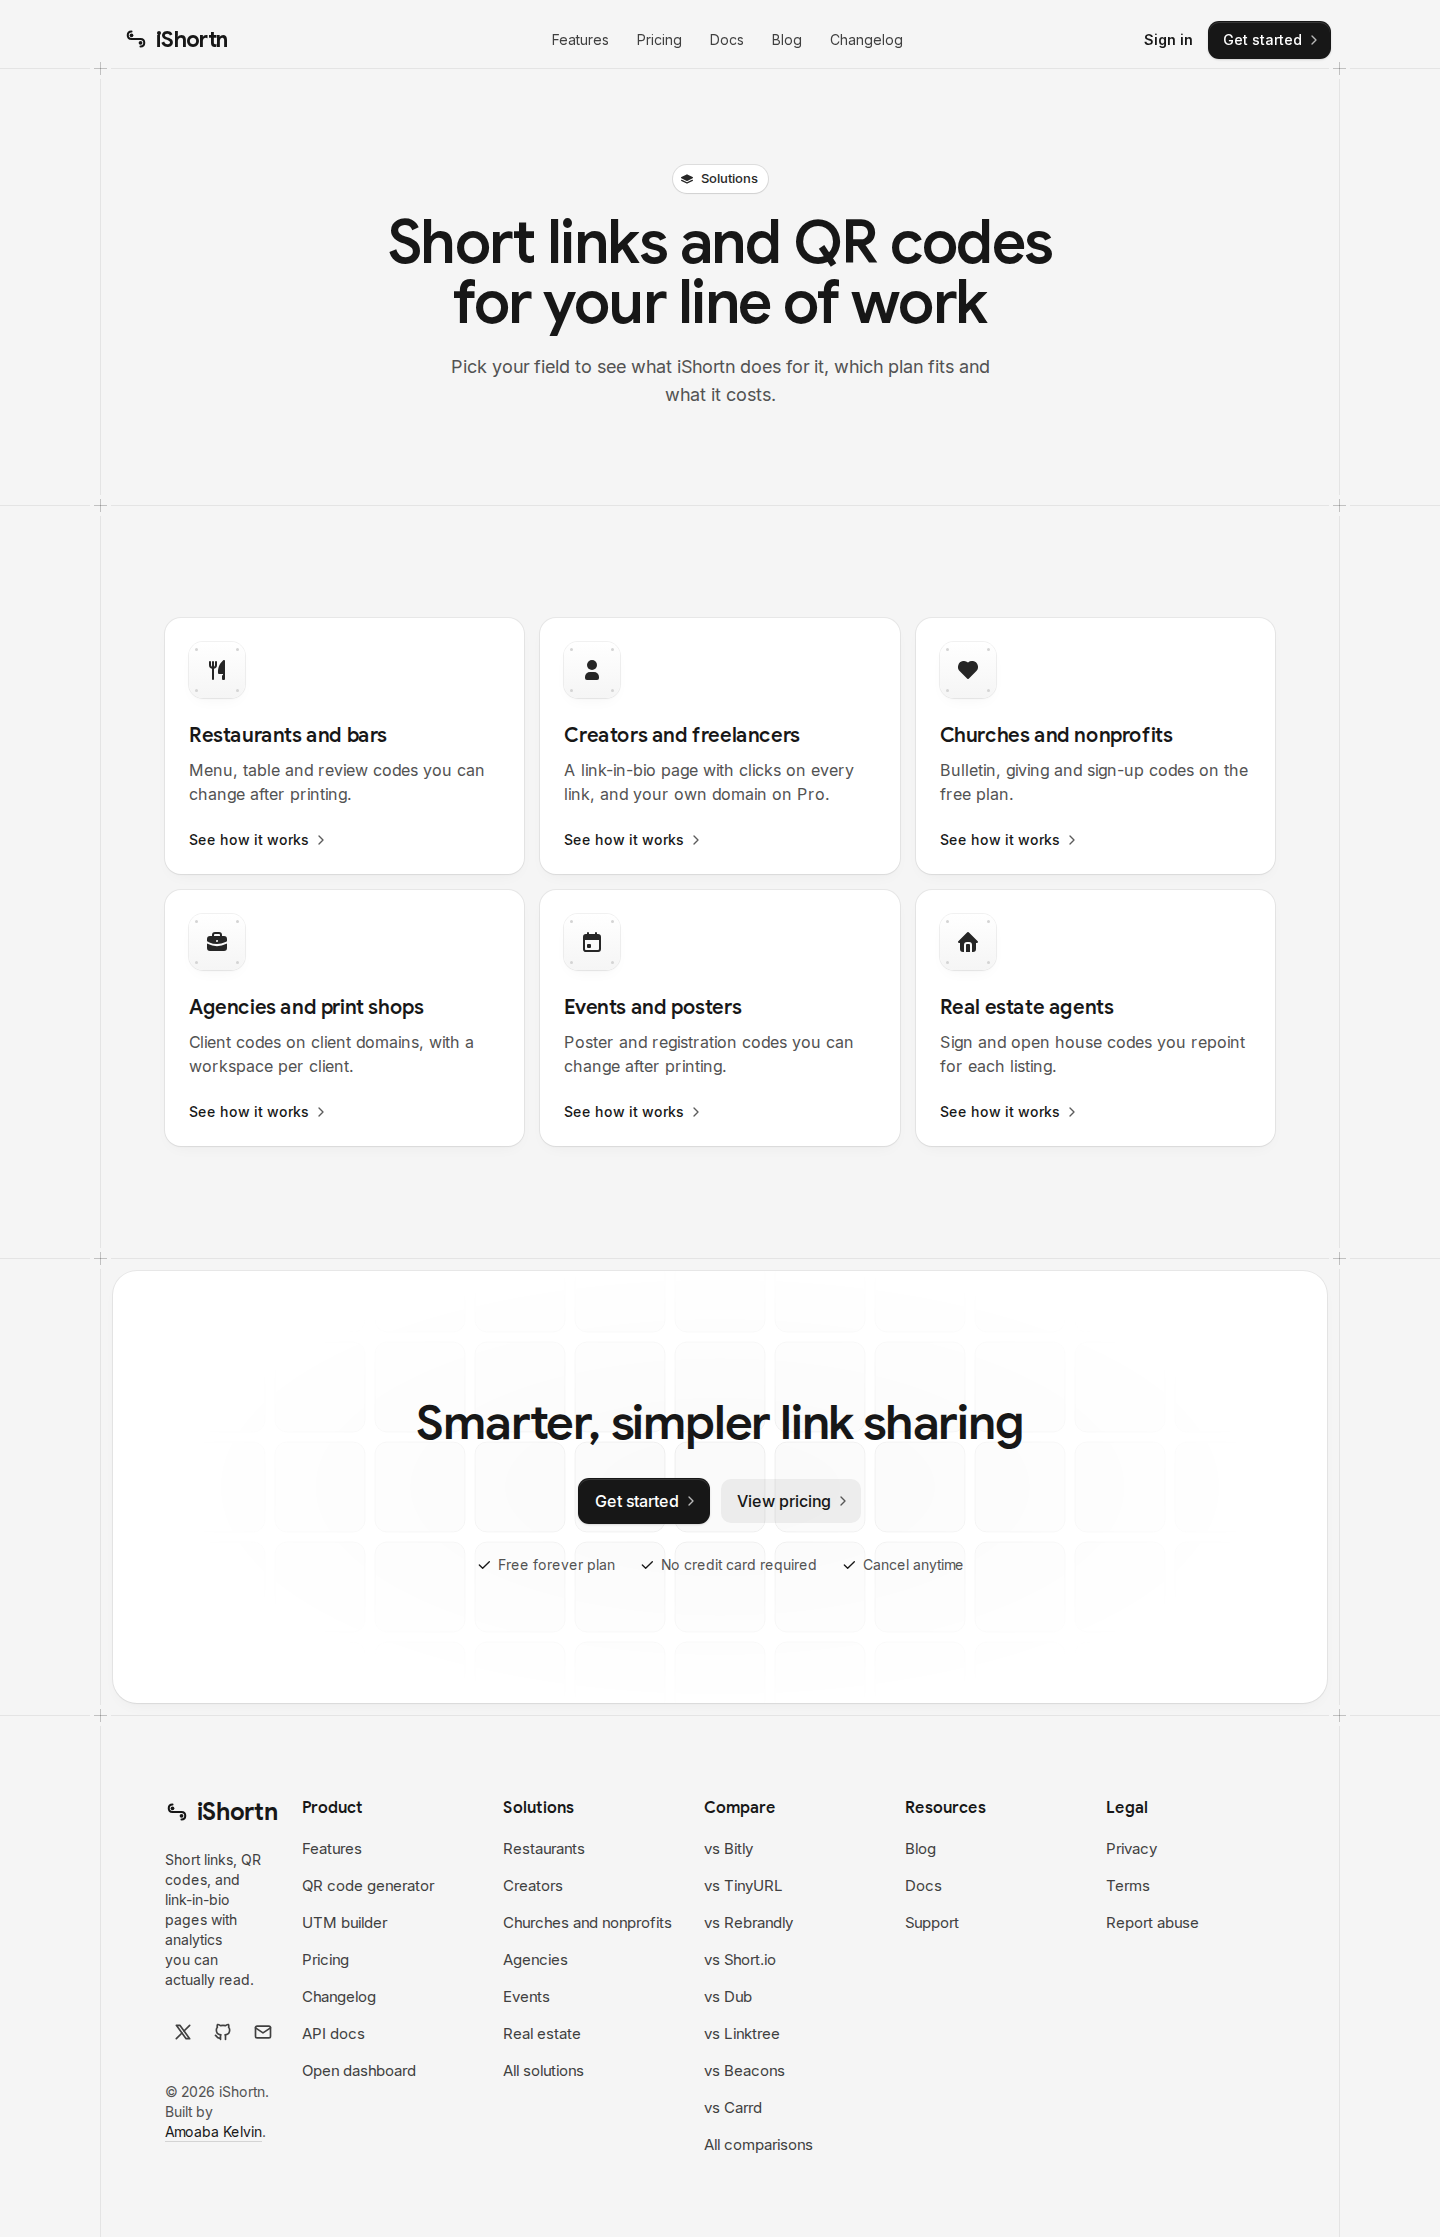 iShortn
Features
Pricing
Docs
Blog
Changelog
Sign in
Get started
Solutions
Short links and QR codes
for your line of work
Pick your field to see what iShortn does for it, which plan fits and
what it costs.
Restaurants and bars
Menu, table and review codes you can
change after printing.
See how it works
Creators and freelancers
A link-in-bio page with clicks on every
link, and your own domain on Pro.
See how it works
Churches and nonprofits
Bulletin, giving and sign-up codes on the
free plan.
See how it works
Agencies and print shops
Client codes on client domains, with a
workspace per client.
See how it works
Events and posters
Poster and registration codes you can
change after printing.
See how it works
Real estate agents
Sign and open house codes you repoint
for each listing.
See how it works
Smarter, simpler link sharing
Get started
View pricing
Free forever plan
No credit card required
Cancel anytime
iShortn
Short links, QR
codes, and
link-in-bio
pages with
analytics
you can
actually read.
© 2026 iShortn.
Built by
Amoaba Kelvin.
Product
Features
QR code generator
UTM builder
Pricing
Changelog
API docs
Open dashboard
Solutions
Restaurants
Creators
Churches and nonprofits
Agencies
Events
Real estate
All solutions
Compare
vs Bitly
vs TinyURL
vs Rebrandly
vs Short.io
vs Dub
vs Linktree
vs Beacons
vs Carrd
All comparisons
Resources
Blog
Docs
Support
Legal
Privacy
Terms
Report abuse